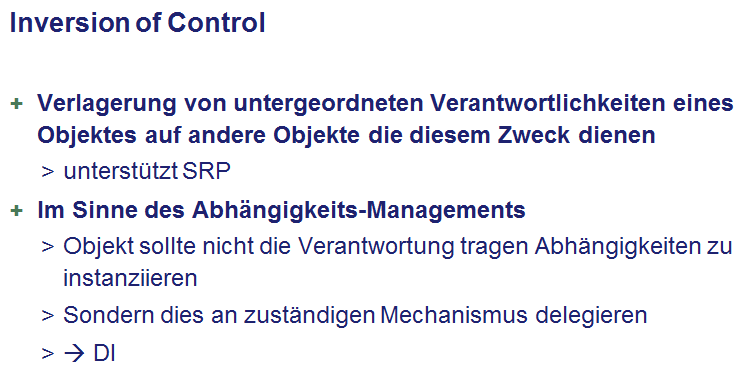 Inversion of Control
+ Verlagerung von untergeordneten Verantwortlichkeiten eines
Objektes auf andere Objekte die diesem Zweck dienen
> unterstützt SRP
+ Im Sinne des Abhängigkeits-Managements
> Objekt sollte nicht die Verantwortung tragen Abhängigkeiten zu
instanziieren
> Sondern dies an zuständigen Mechanismus delegieren
> → DI